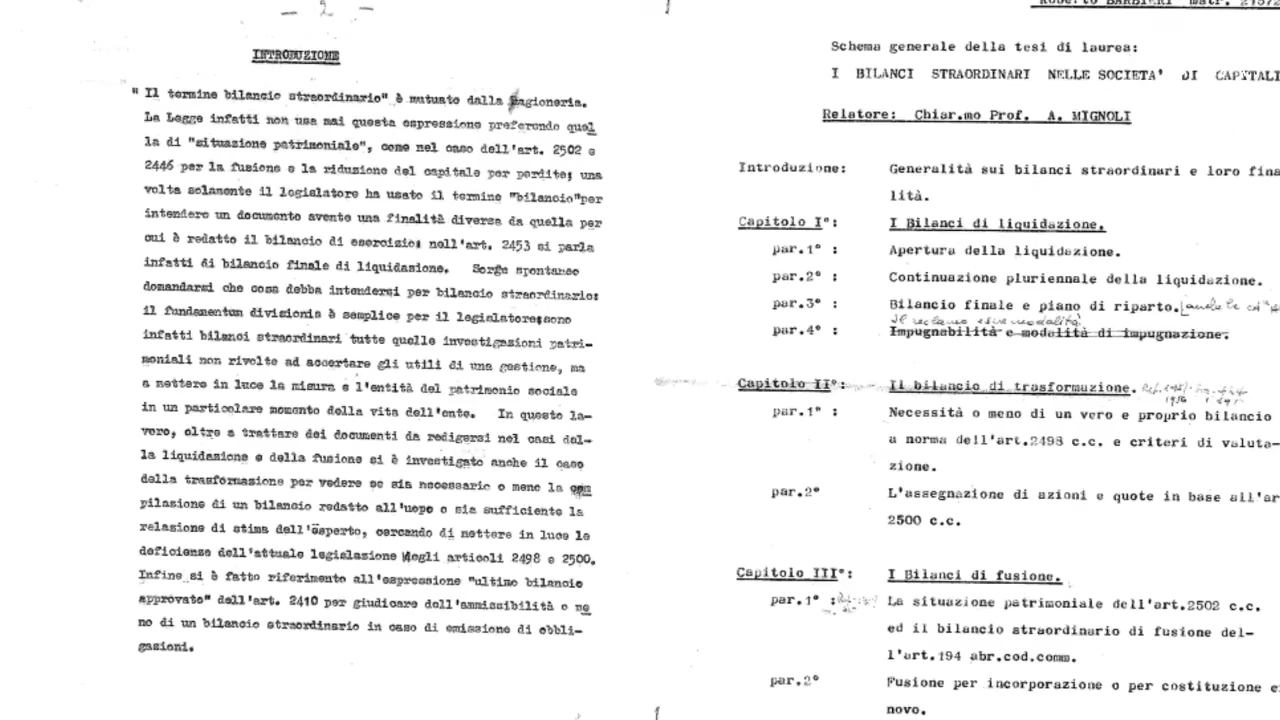 - 2 -
INTRODUZIONE
" Il termine bilancio straordinario" è mutuato dalla Ragioneria.
La Legge infatti non usa mai questa espressione preferendo quel
la di "situazione patrimoniale", come nel caso dell'art. 2502 e
2446 per la fusione e la riduzione del capitale per perdite; una
volta solamente il legislatore ha usato il termine "bilancio"per
intendere un documento avente una finalità diversa da quella per
cui è redatto il bilancio di esercizio: nell'art. 2453 si parla
infatti di bilancio finale di liquidazione. Sorge spontaneo
domandarsi che cosa debba intendersi per bilancio straordinario:
il fundamentum divisionis è semplice per il legislatore:sono
infatti bilanci straordinari tutte quelle investigazioni patri-
moniali non rivolte ad accertare gli utili di una gestione, ma
a mettere in luce la misura e l'entità del patrimonio sociale
in un particolare momento della vita dell'ente. In questo la-
voro, oltre a trattare dei documenti da redigersi nel casi del-
la liquidazione e della fusione si è investigato anche il caso
della trasformazione per vedere se sia necessario o meno la com
pilazione di un bilancio redatto all'uopo o sia sufficiente la
relazione di stima dell'esperto, cercando di mettere in luce le
deficienze dell'attuale legislazione degli articoli 2498 e 2500.
Infine si è fatto riferimento all'espressione "ultimo bilancio
approvato" dell'art. 2410 per giudicare dell'ammissibilità o me
no di un bilancio straordinario in caso di emissione di obbli-
gazioni.
Roberto BARBIERI matr.
Schema generale della tesi di laurea:
I BILANCI STRAORDINARI NELLE SOCIETA' DI CAPITALI
Relatore: Chiar.mo Prof. A. MIGNOLI
Introduzione: Generalità sui bilanci straordinari e loro fina
lità.
Capitolo I°: I Bilanci di liquidazione.
par.1° : Apertura della liquidazione.
par.2° : Continuazione pluriennale della liquidazione.
par.3° : Bilancio finale e piano di riparto.
par.4° : Impugnabilità e modalità di impugnazione.
Capitolo II°: Il bilancio di trasformazione.
par.1° : Necessità o meno di un vero e proprio bilancio
a norma dell'art.2498 c.c. e criteri di valuta-
zione.
par.2° L'assegnazione di azioni e quote in base all'ar
2500 c.c.
Capitolo III°: I Bilanci di fusione.
par.1° : La situazione patrimoniale dell'art.2502 c.c.
ed il bilancio straordinario di fusione del-
l'art.194 abr.cod.comm.
par.2° Fusione per incorporazione o per costituzione e
novo.